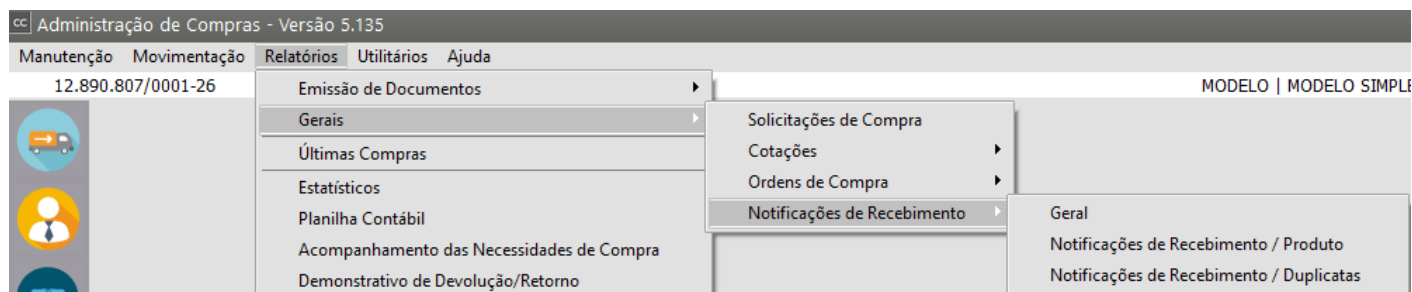 cc Administração de Compras - Versão 5.135
Manutenção Movimentação Relatórios Utilitários Ajuda
12.890.807/0001-26 MODELO | MODELO SIMPLE
Emissão de Documentos
Gerais
Últimas Compras
Estatísticos
Planilha Contábil
Acompanhamento das Necessidades de Compra
Demonstrativo de Devolução/Retorno
Solicitações de Compra
Cotações
Ordens de Compra
Notificações de Recebimento
Geral
Notificações de Recebimento / Produto
Notificações de Recebimento / Duplicatas